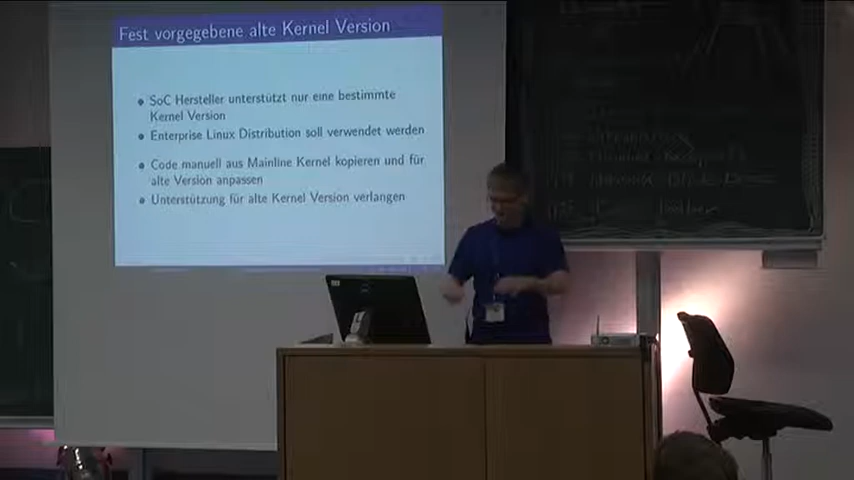 Fest vorgegebene alte Kernel Version
SoC Hersteller unterstützt nur eine bestimmte
Kernel Version
Enterprise Linux Distribution soll verwendet werden
Code manuell aus Mainline Kernel kopieren und für
alte Version anpassen
Unterstützung für alte Kernel Version verlangen